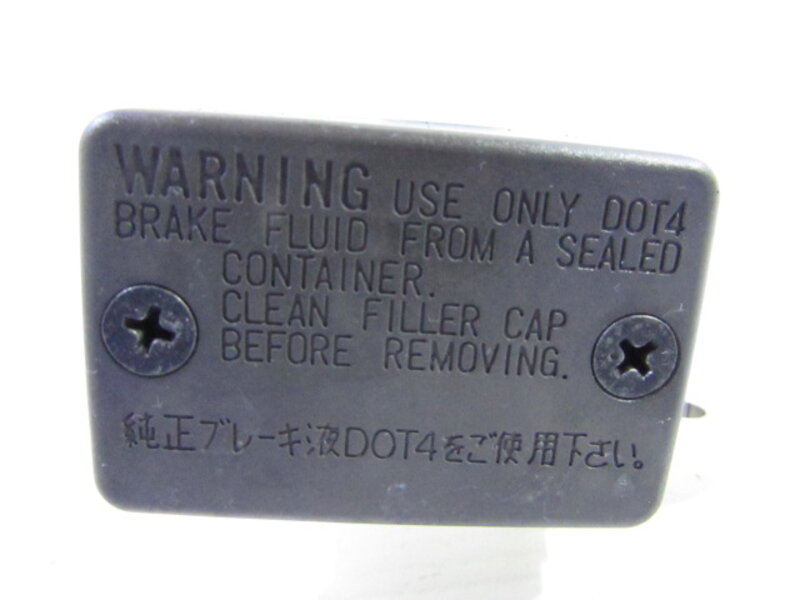 WARNING USE ONLY DOT4
BRAKE FLUID FROM A SEALED
CONTAINER.
CLEAN FILLER CAP
BEFORE REMOVING.
純正ブレーキ液DOT4をご使用下さい。